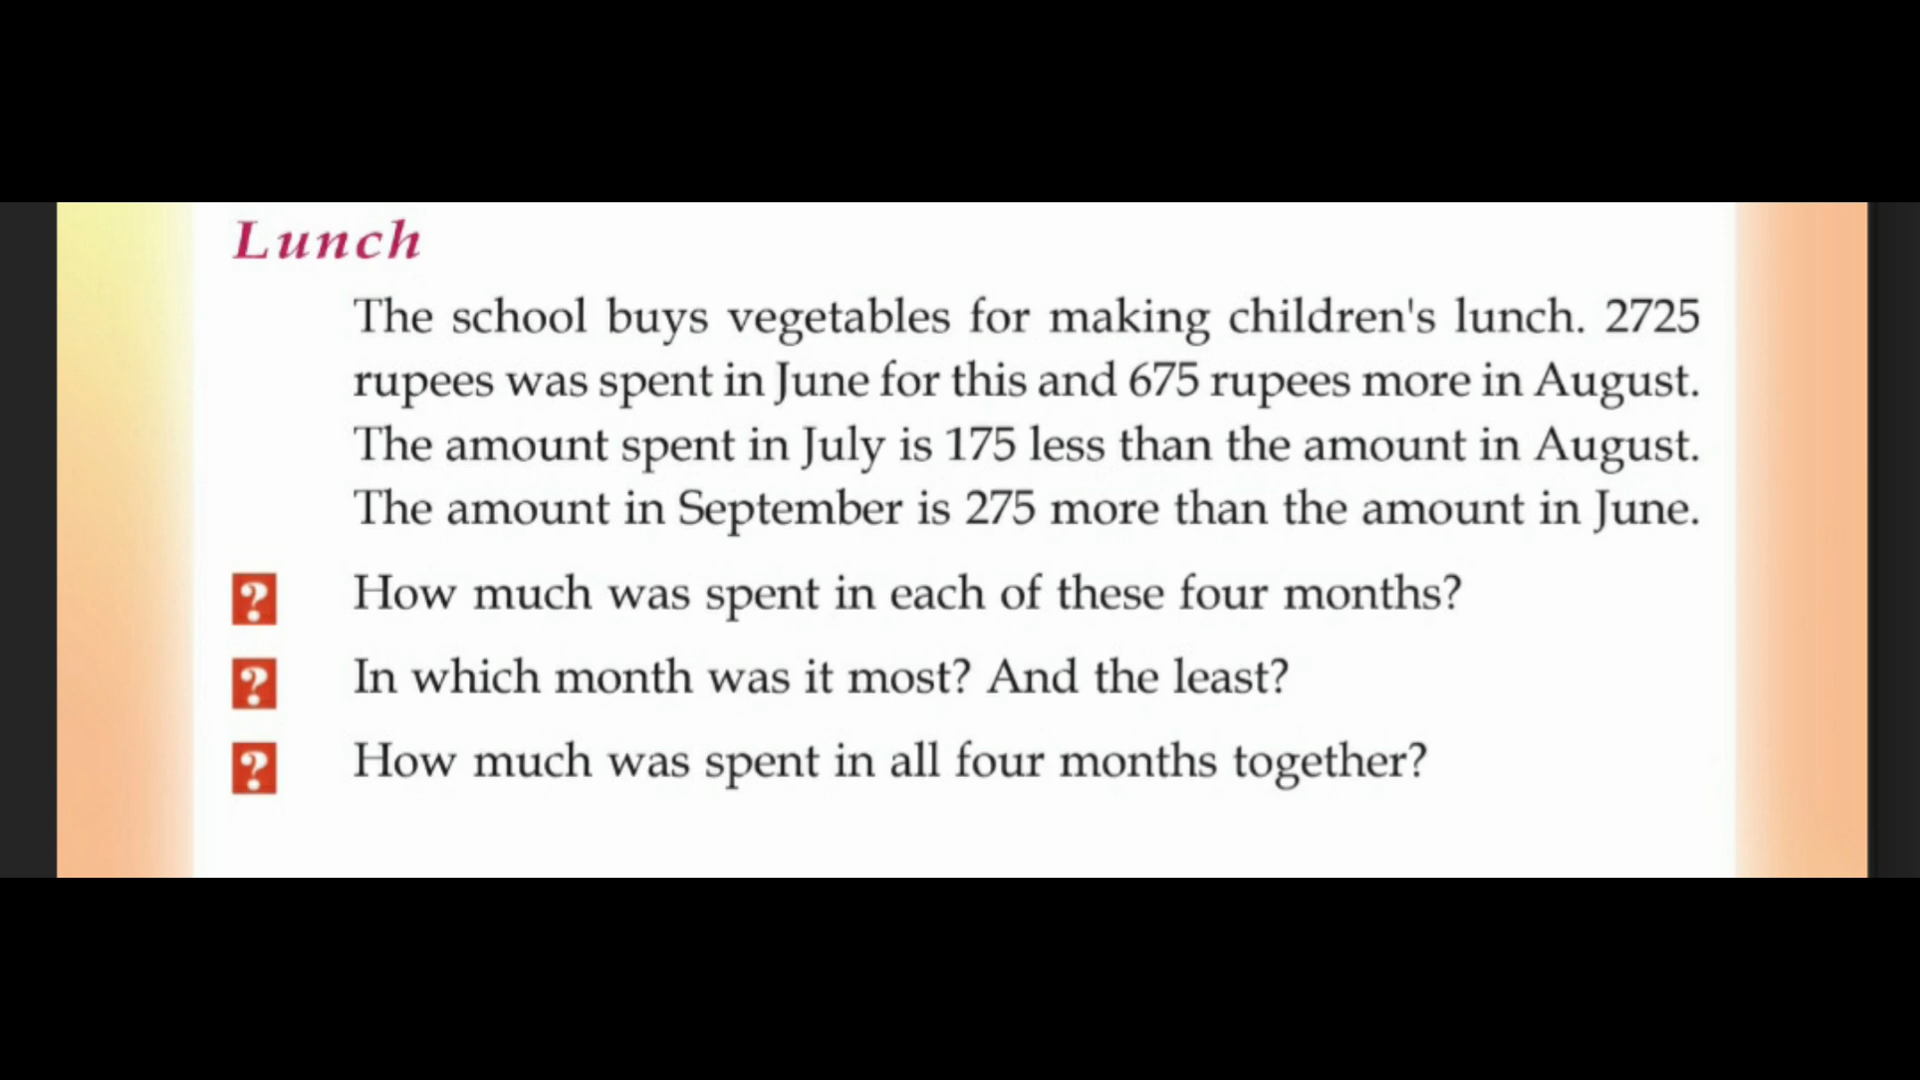 Lunch
The school buys vegetables for making children's lunch. 2725
rupees was spent in June for this and 675 rupees more in August.
The amount spent in July is 175 less than the amount in August.
The amount in September is 275 more than the amount in June.
? How much was spent in each of these four months?
? In which month was it most? And the least?
? How much was spent in all four months together?